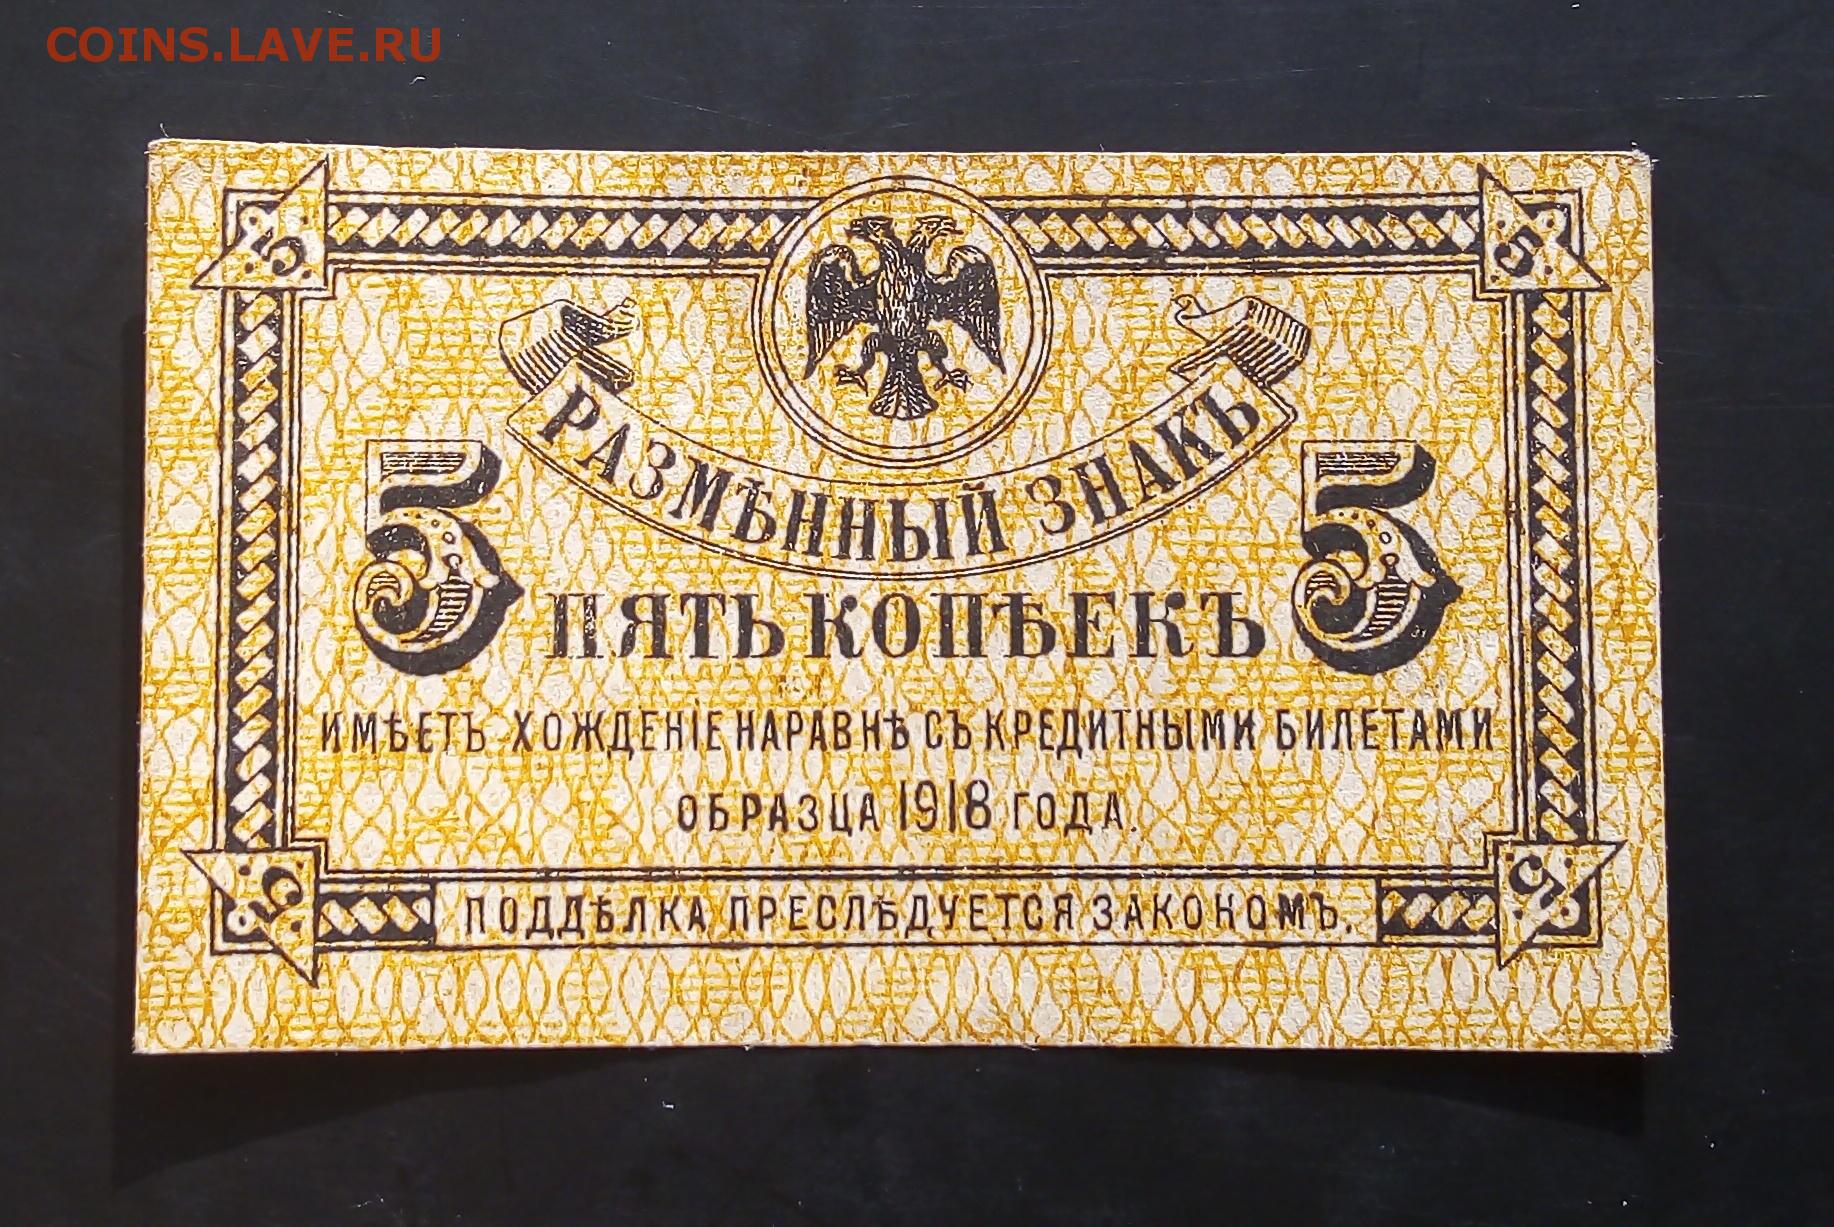 COINS.LAVE.RU
5 5
РАЗМѢННЫЙ ЗНАКЪ
5 ПЯТЬ КОПѢЕКЪ 5
ИМѢЕТЪ ХОЖДЕНІЕ НАРАВНѢ СЪ КРЕДИТНЫМИ БИЛЕТАМИ
ОБРАЗЦА 1918 ГОДА.
5 ПОДДѢЛКА ПРЕСЛѢДУЕТСЯ ЗАКОНОМЪ. 5